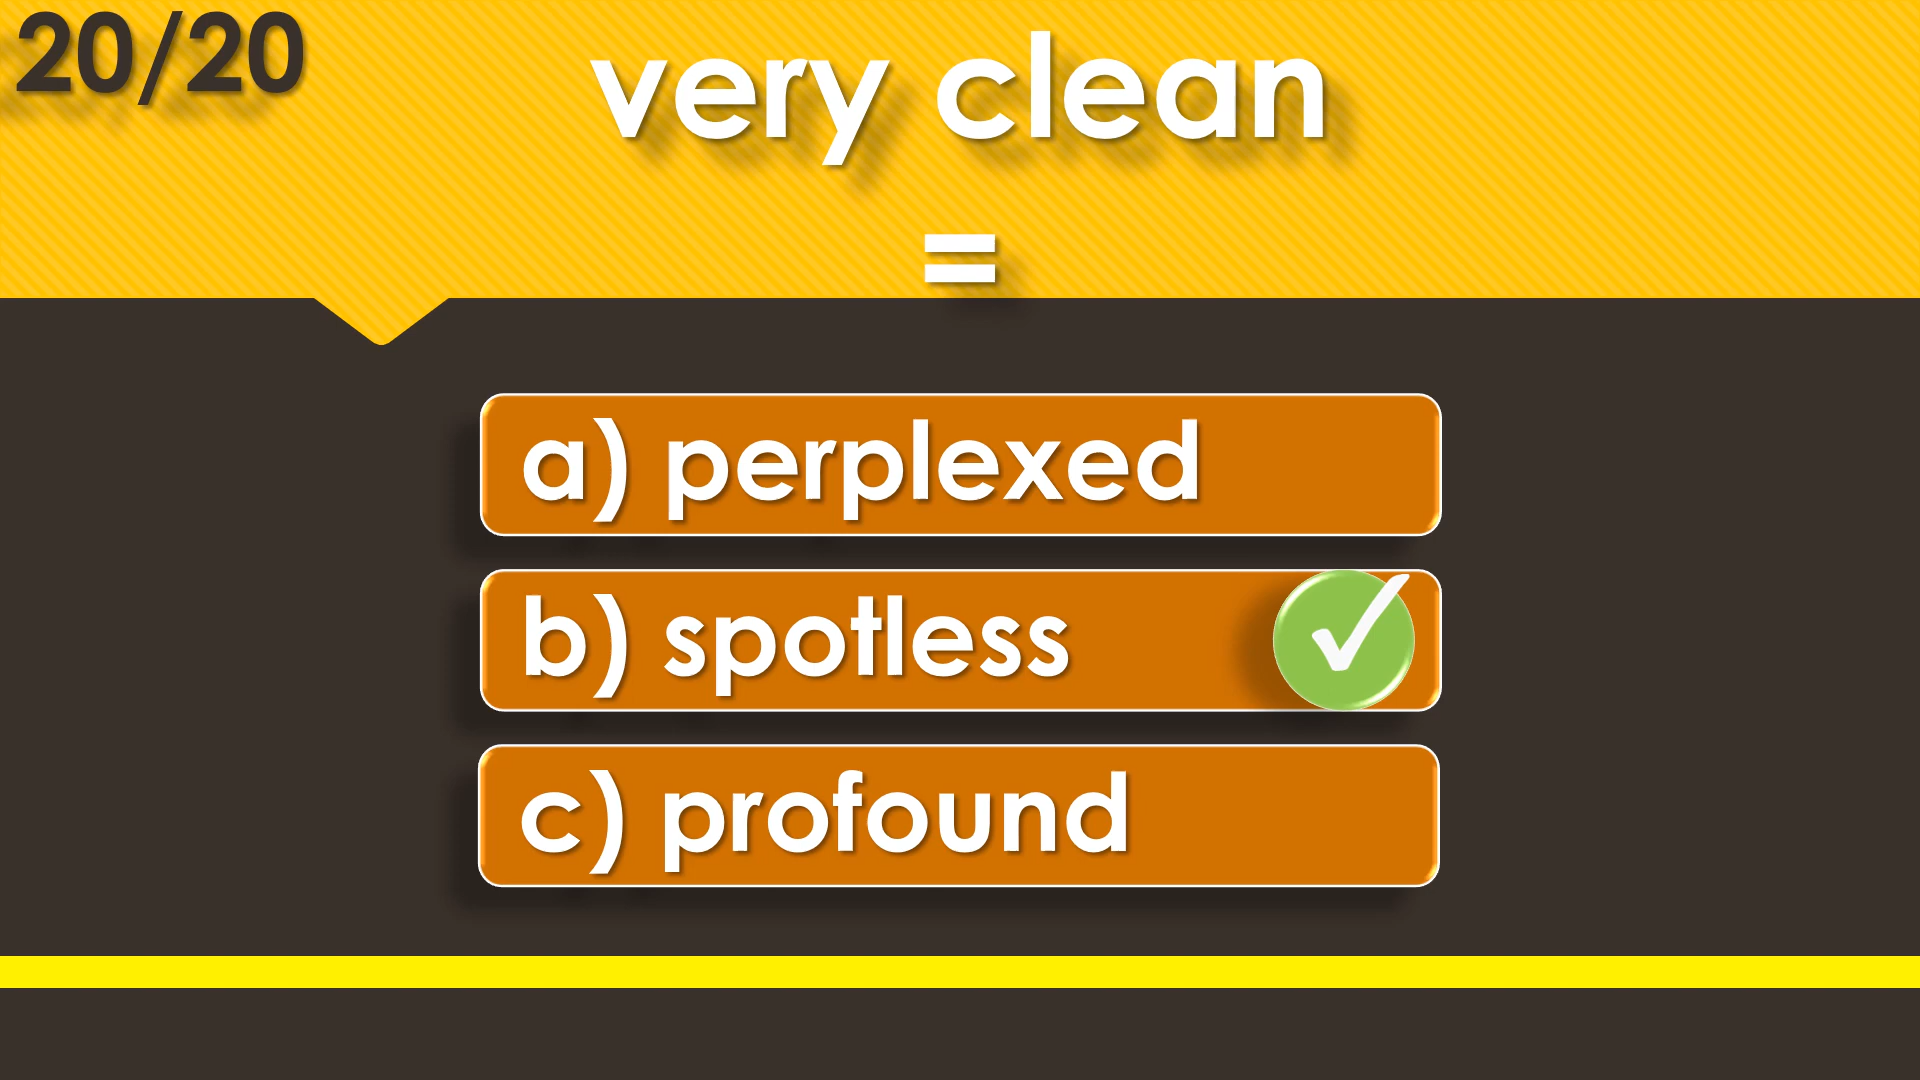 20/20
very clean
=
a) perplexed
b) spotless
c) profound